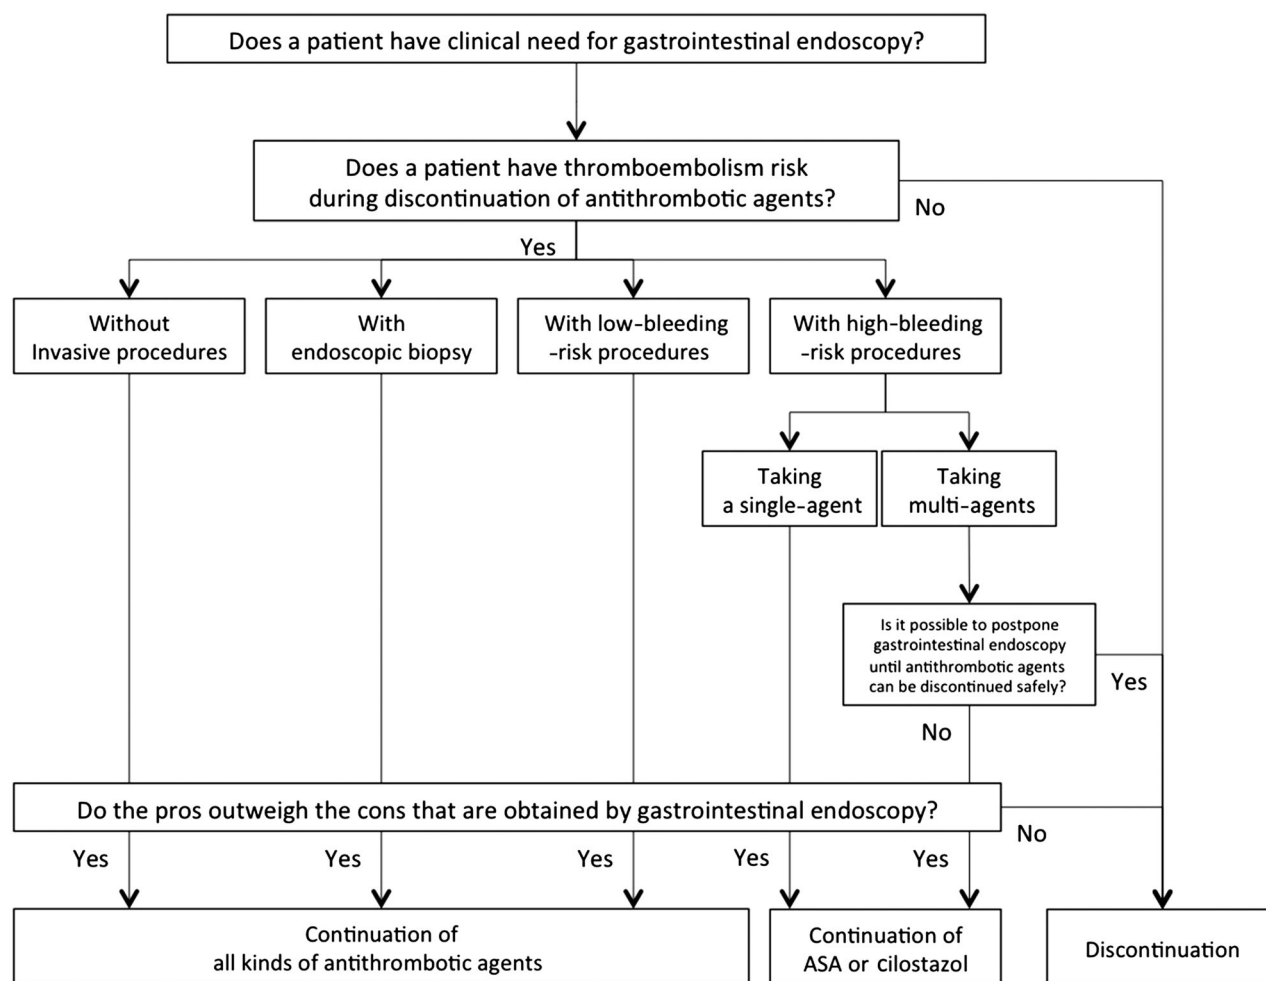 Does a patient have clinical need for gastrointestinal endoscopy?
Does a patient have thromboembolism risk
during discontinuation of antithrombotic agents?
No
Yes
Without
Invasive procedures
With
endoscopic biopsy
With low-bleeding
-risk procedures
With high-bleeding
-risk procedures
Taking
a single-agent
Taking
multi-agents
Is it possible to postpone
gastrointestinal endoscopy
until antithrombotic agents
can be discontinued safely?
Yes
No
Do the pros outweigh the cons that are obtained by gastrointestinal endoscopy?
No
Yes
Yes
Yes
Yes
Yes
Continuation of
all kinds of antithrombotic agents
Continuation of
ASA or cilostazol
Discontinuation